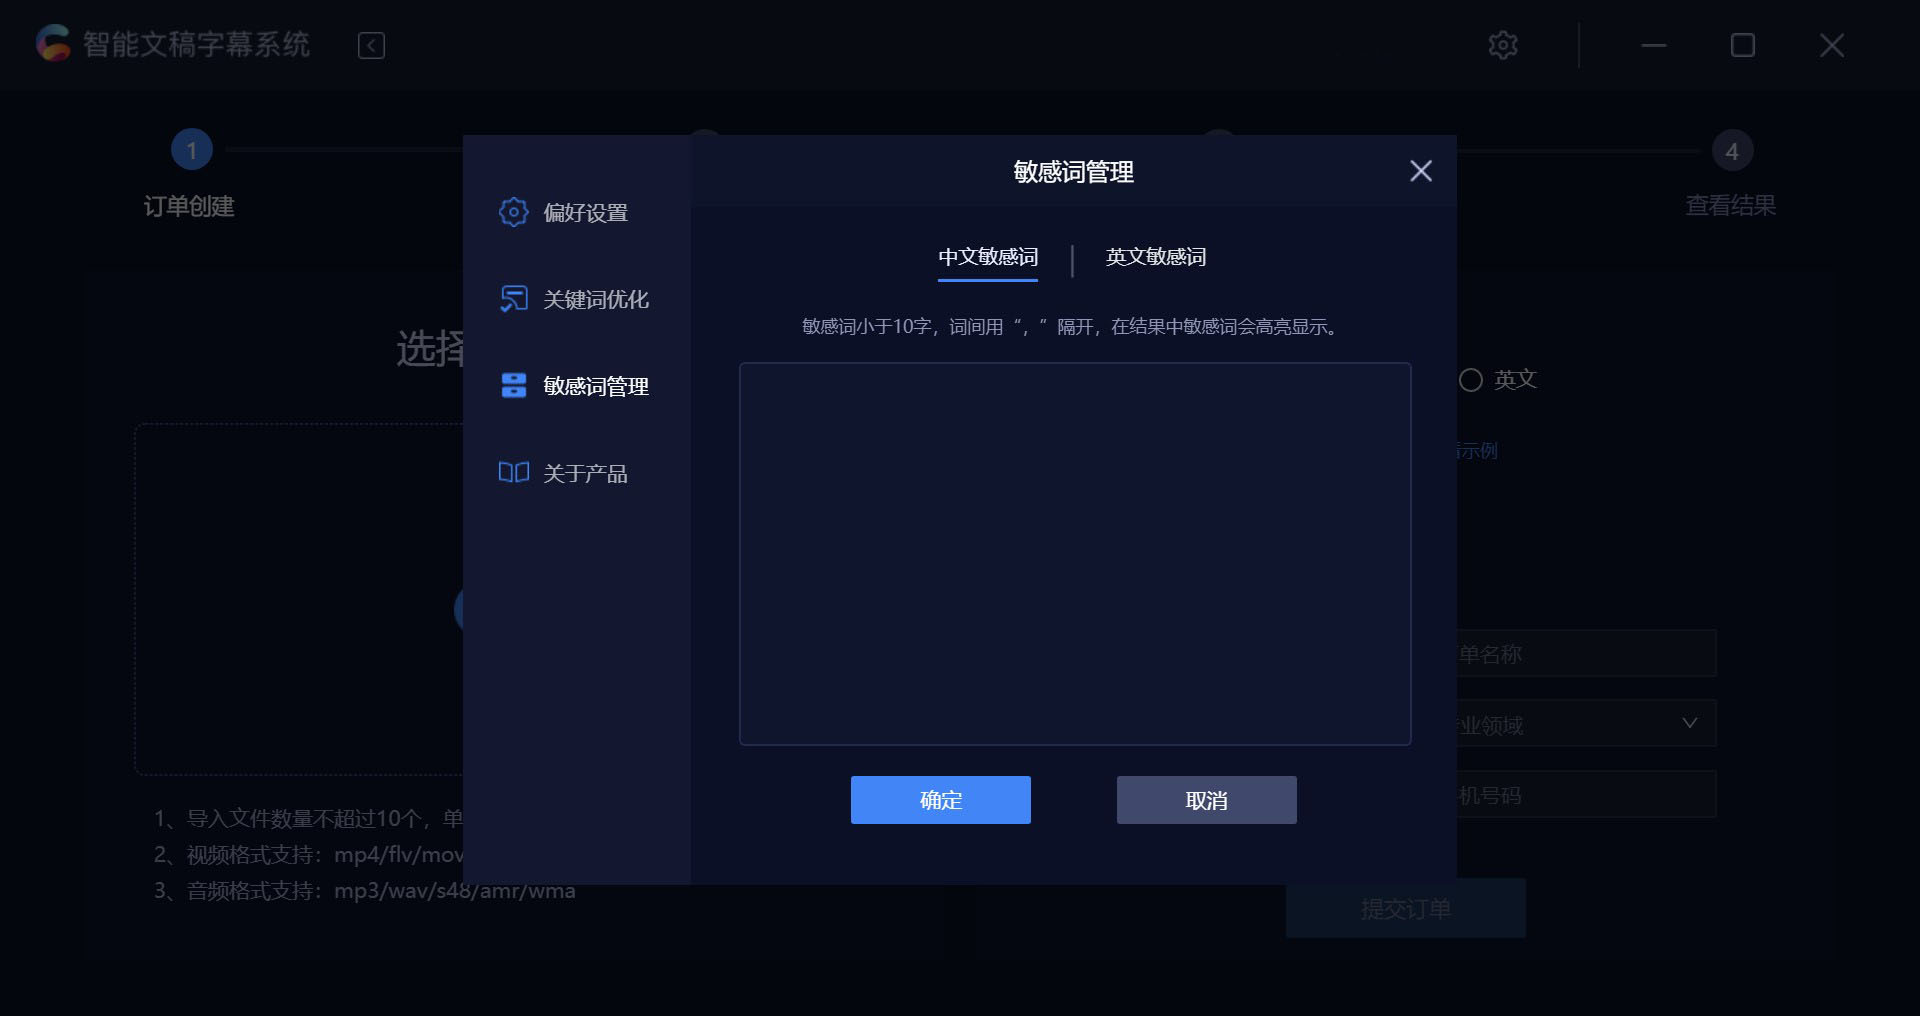 智能文稿字幕系统
1
4
订单创建
查看结果
敏感词管理
偏好设置
关键词优化
敏感词管理
关于产品
中文敏感词
英文敏感词
敏感词小于10字，词间用“，”隔开，在结果中敏感词会高亮显示。
确定
取消
选择
英文
示例
单名称
业领域
机号码
1、导入文件数量不超过10个，单
2、视频格式支持：mp4/flv/mov
3、音频格式支持：mp3/wav/s48/amr/wma
提交订单